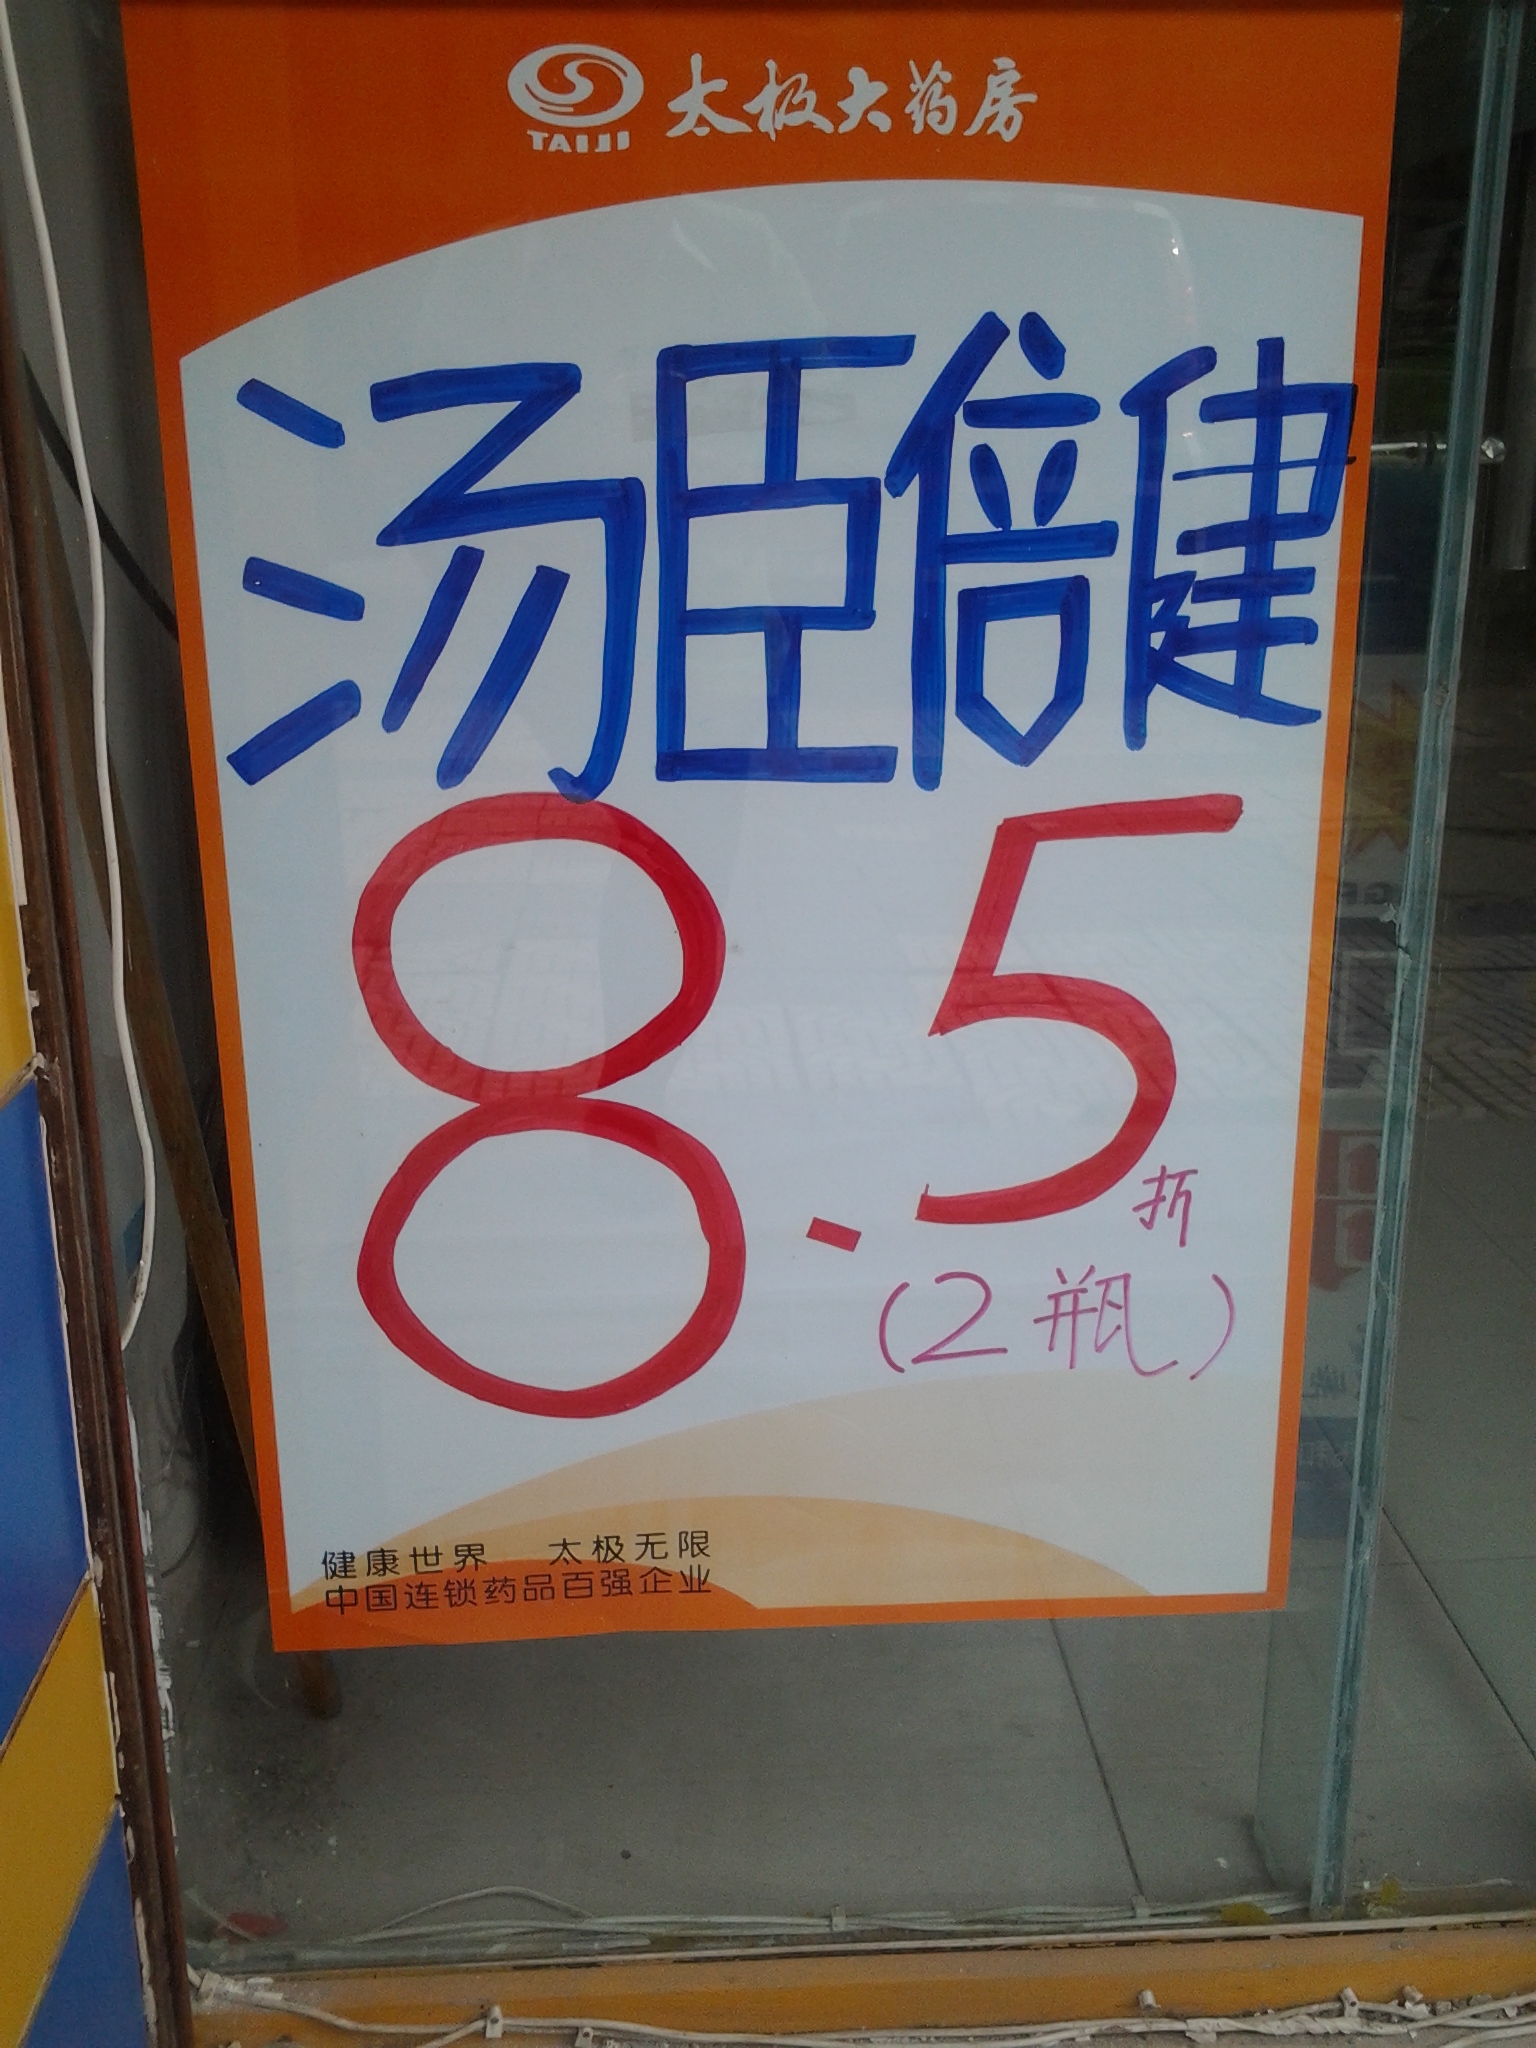 TAIJI 太极大药房
汤臣倍健
8.5折
(2瓶)
健康世界 太极无限
中国连锁药品百强企业